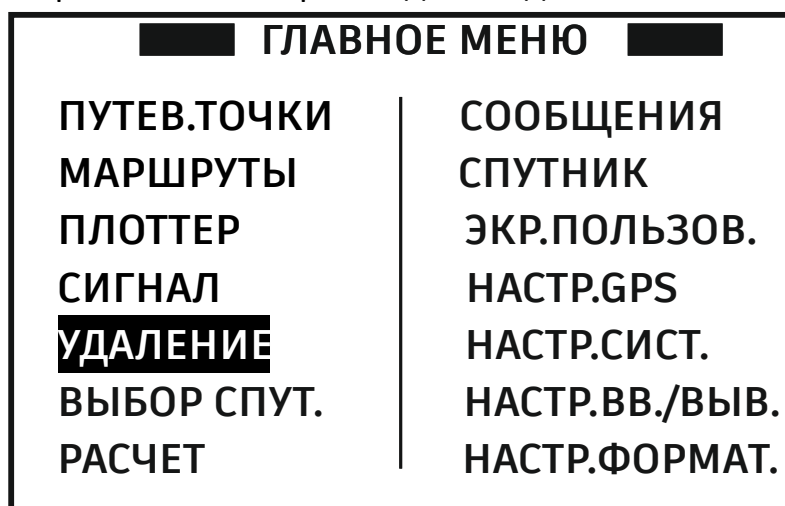 ГЛАВНОЕ МЕНЮ
ПУТЕВ.ТОЧКИ
МАРШРУТЫ
ПЛОТТЕР
СИГНАЛ
УДАЛЕНИЕ
ВЫБОР СПУТ.
РАСЧЕТ
СООБЩЕНИЯ
СПУТНИК
ЭКР.ПОЛЬЗОВ.
НАСТР.GPS
НАСТР.СИСТ.
НАСТР.ВВ./ВЫВ.
НАСТР.ФОРМАТ.